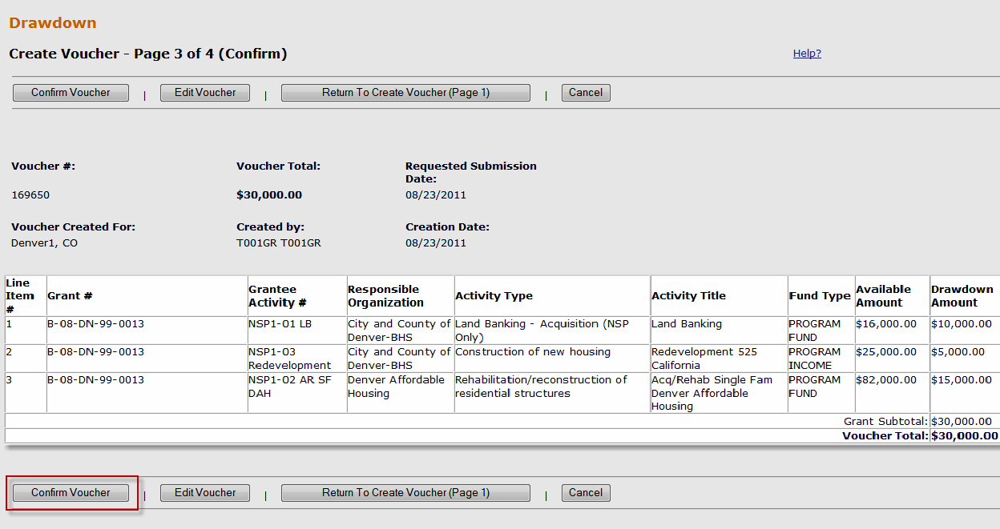 Drawdown
Create Voucher - Page 3 of 4 (Confirm)
Help?
Confirm Voucher | Edit Voucher | Return To Create Voucher (Page 1) | Cancel
Voucher #: Voucher Total: Requested Submission
Date:
169650 $30,000.00 08/23/2011
Voucher Created For: Created by: Creation Date:
Denver1, CO T001GR T001GR 08/23/2011
Line
Item
#
Grant #
Grantee
Activity #
Responsible
Organization
Activity Type
Activity Title
Fund Type
Available
Amount
Drawdown
Amount
1
B-08-DN-99-0013
NSP1-01 LB
City and County of
Denver-BHS
Land Banking - Acquisition (NSP
Only)
Land Banking
PROGRAM
FUND
$16,000.00
$10,000.00
2
B-08-DN-99-0013
NSP1-03
Redevelopment
City and County of
Denver-BHS
Construction of new housing
Redevelopment 525
California
PROGRAM
INCOME
$25,000.00
$5,000.00
3
B-08-DN-99-0013
NSP1-02 AR SF
DAH
Denver Affordable
Housing
Rehabilitation/reconstruction of
residential structures
Acq/Rehab Single Fam
Denver Affordable
Housing
PROGRAM
FUND
$82,000.00
$15,000.00
Grant Subtotal: $30,000.00
Voucher Total: $30,000.00
Confirm Voucher | Edit Voucher | Return To Create Voucher (Page 1) | Cancel